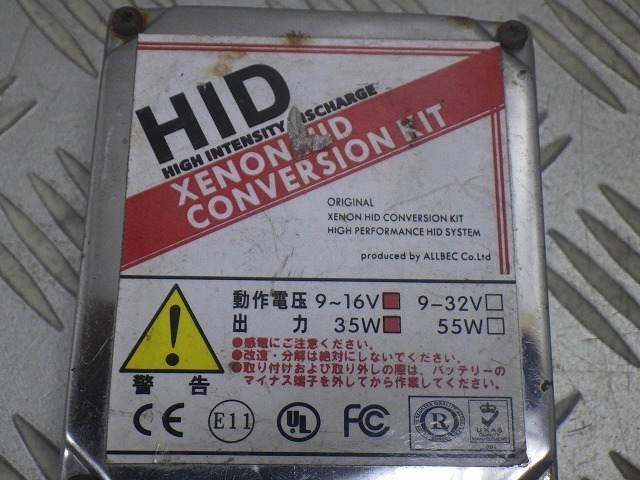 HID
HIGH INTENSITY DISCHARGE
XENON HID
CONVERSION KIT
ORIGINAL
XENON HID CONVERSION KIT
HIGH PERFORMANCE HID SYSTEM
produced by ALLBEC Co.Ltd
動作電圧 9~16V 9-32V
出力 35W 55W
●感電にご注意ください。
●改造・分解は絶対にしないでください。
●取り付けおよび取り外しの際は、バッテリーの
マイナス端子を外してから作業してください。
警告
CE E11 UL FC R UKAS
QUALITY
MANAGEMENT
001